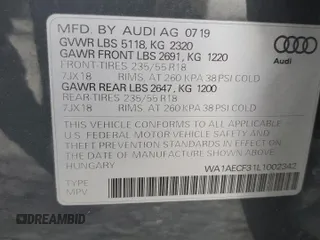 MFD. BY AUDI AG 07/19
GVWR LBS 5118, KG 2320
GAWR FRONT LBS 2691, KG 1220
FRONT-TIRES 235/55 R18
7JX18 RIMS, AT 260 KPA 38 PSI COLD
GAWR REAR LBS 2647, KG 1200
REAR-TIRES 235/55 R18
7JX18 RIMS, AT 260 KPA 38 PSI COLD
THIS VEHICLE CONFORMS TO ALL APPLICABLE
U.S. FEDERAL MOTOR VEHICLE SAFETY AND
THEFT PREVENTION STANDARDS IN EFFECT ON
THE DATE OF MANUFACTURE SHOWN ABOVE
HUNGARY
WA1AECF31L1002342
TYPE:
MPV
Audi
DREAMBID